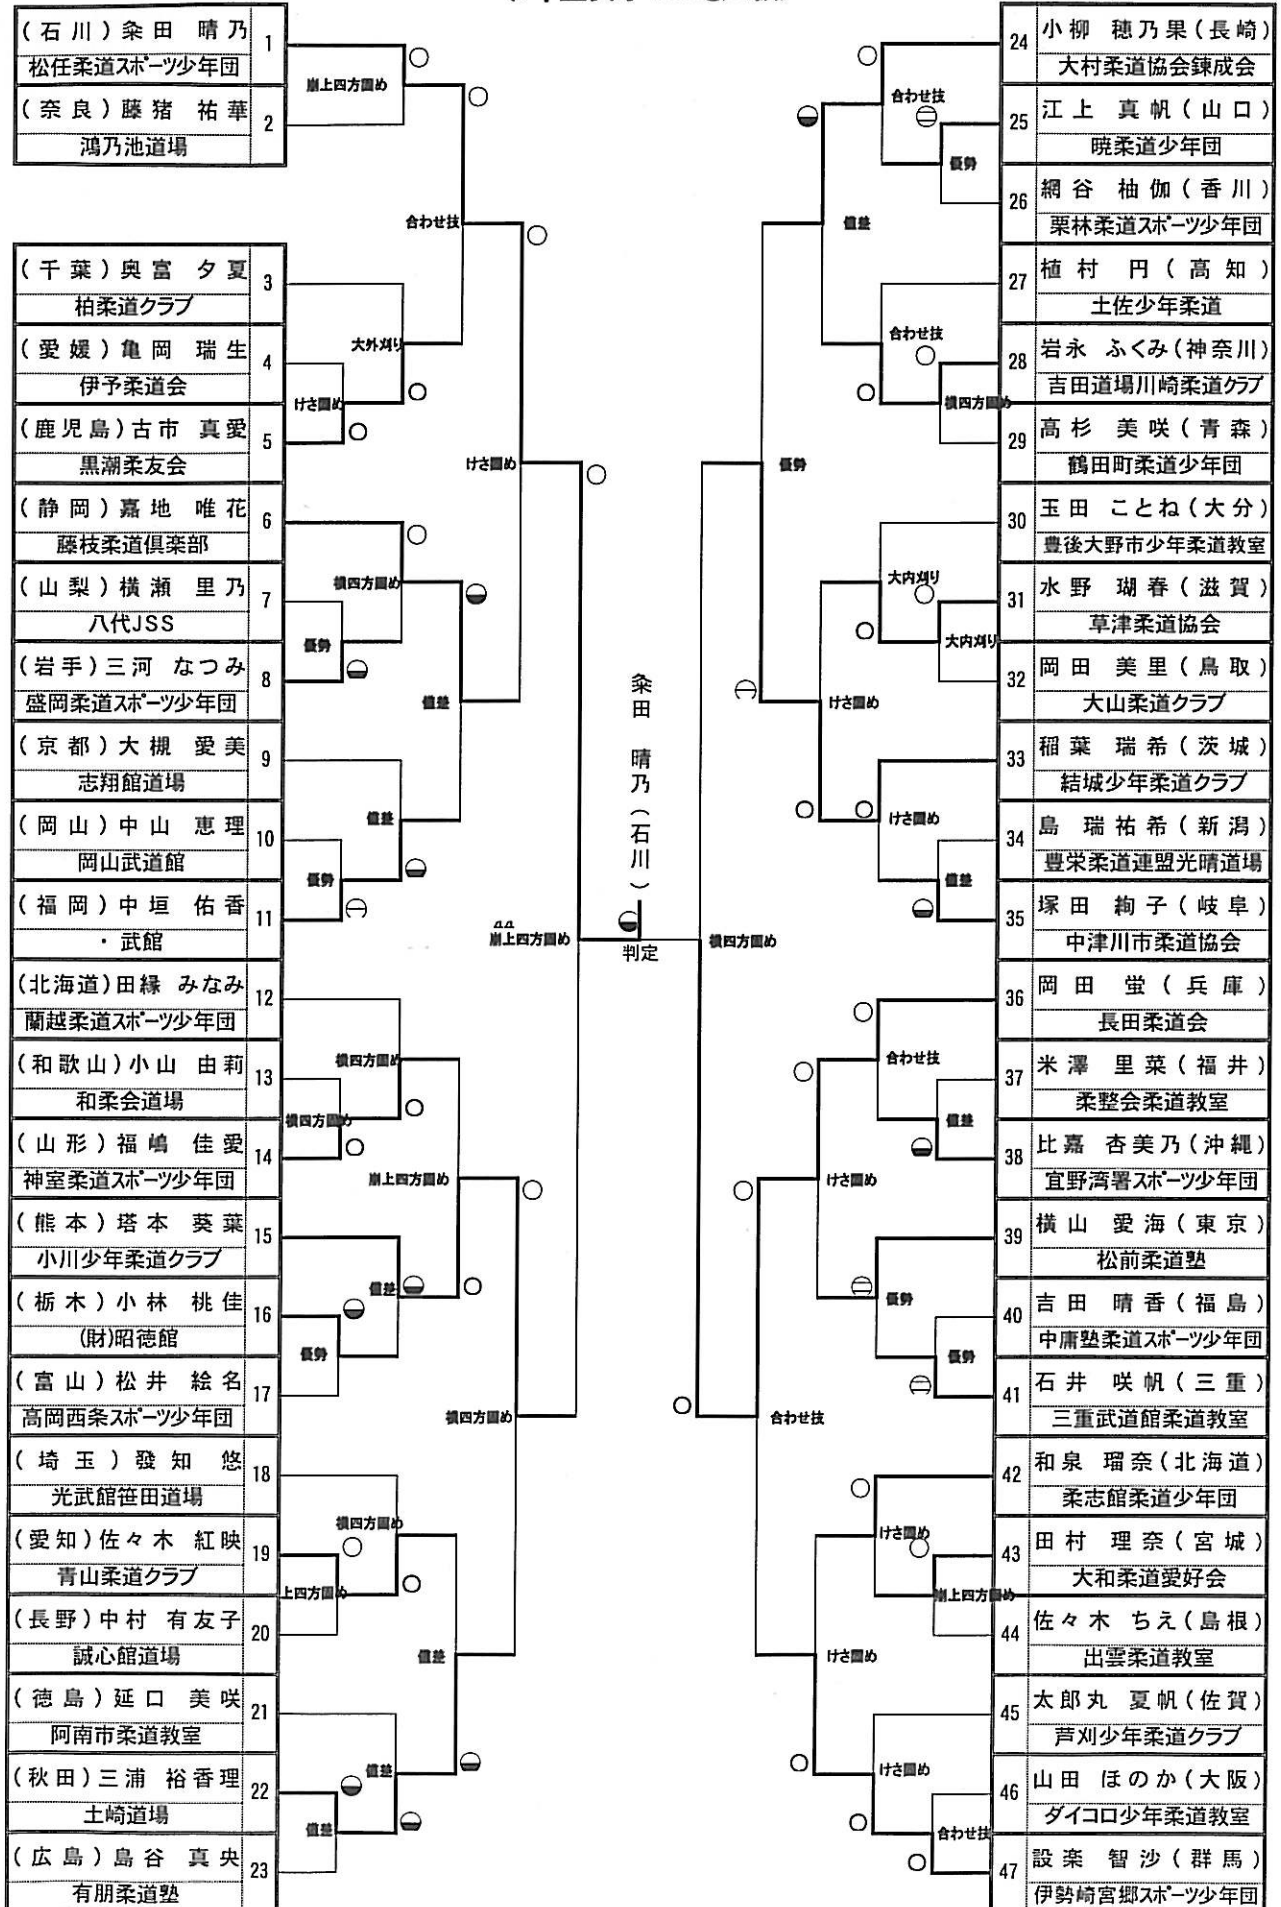 (石川)粂田 晴乃
1
松任柔道スポーツ少年団
(奈良)藤猪 祐華
2
鴻乃池道場
(千葉)奥富 夕夏
3
柏柔道クラブ
(愛媛)亀岡 瑞生
4
伊予柔道会
(鹿児島)古市 真愛
5
黒潮柔友会
(静岡)嘉地 唯花
6
藤枝柔道倶楽部
(山梨)横瀬 里乃
7
八代JSS
(岩手)三河 なつみ
8
盛岡柔道スポーツ少年団
(京都)大槻 愛美
9
志翔館道場
(岡山)中山 恵理
10
岡山武道館
(福岡)中垣 佑香
11
・武館
(北海道)田縁 みなみ
12
蘭越柔道スポーツ少年団
(和歌山)小山 由莉
13
和柔会道場
(山形)福嶋 佳愛
14
神室柔道スポーツ少年団
(熊本)塔本 葵葉
15
小川少年柔道クラブ
(栃木)小林 桃佳
16
(財)昭徳館
(富山)松井 絵名
17
高岡西条スポーツ少年団
(埼玉)發知 悠
18
光武館笹田道場
(愛知)佐々木 紅映
19
青山柔道クラブ
(長野)中村 有友子
20
誠心館道場
(徳島)延口 美咲
21
阿南市柔道教室
(秋田)三浦 裕香理
22
土崎道場
(広島)島谷 真央
23
有朋柔道塾
崩上四方固め
合わせ技
大外刈り
けさ固め
けさ固め
横四方固め
優勢
僅差
僅差
優勢
崩上四方固め
横四方固め
横四方固め
崩上四方固め
僅差
優勢
横四方固め
横四方固め
上四方固め
僅差
僅差
僅差
粂田 晴乃(石川)
判定
合わせ技
優勢
僅差
合わせ技
横四方固め
優勢
大内刈り
大内刈り
けさ固め
けさ固め
僅差
横四方固め
合わせ技
僅差
けさ固め
優勢
優勢
合わせ技
けさ固め
崩上四方固め
けさ固め
けさ固め
合わせ技
24
小柳 穂乃果(長崎)
大村柔道協会錬成会
25
江上 真帆(山口)
暁柔道少年団
26
網谷 柚伽(香川)
栗林柔道スポーツ少年団
27
植村 円(高知)
土佐少年柔道
28
岩永 ふくみ(神奈川)
吉田道場川崎柔道クラブ
29
高杉 美咲(青森)
鶴田町柔道少年団
30
玉田 ことね(大分)
豊後大野市少年柔道教室
31
水野 瑚春(滋賀)
草津柔道協会
32
岡田 美里(鳥取)
大山柔道クラブ
33
稲葉 瑞希(茨城)
結城少年柔道クラブ
34
島 瑞祐希(新潟)
豊栄柔道連盟光晴道場
35
塚田 絢子(岐阜)
中津川市柔道協会
36
岡田 蛍(兵庫)
長田柔道会
37
米澤 里菜(福井)
柔整会柔道教室
38
比嘉 杏美乃(沖縄)
宜野湾署スポーツ少年団
39
横山 愛海(東京)
松前柔道塾
40
吉田 晴香(福島)
中庸塾柔道スポーツ少年団
41
石井 咲帆(三重)
三重武道館柔道教室
42
和泉 瑠奈(北海道)
柔志館柔道少年団
43
田村 理奈(宮城)
大和柔道愛好会
44
佐々木 ちえ(島根)
出雲柔道教室
45
太郎丸 夏帆(佐賀)
芦刈少年柔道クラブ
46
山田 ほのか(大阪)
ダイコロ少年柔道教室
47
設楽 智沙(群馬)
伊勢崎宮郷スポーツ少年団